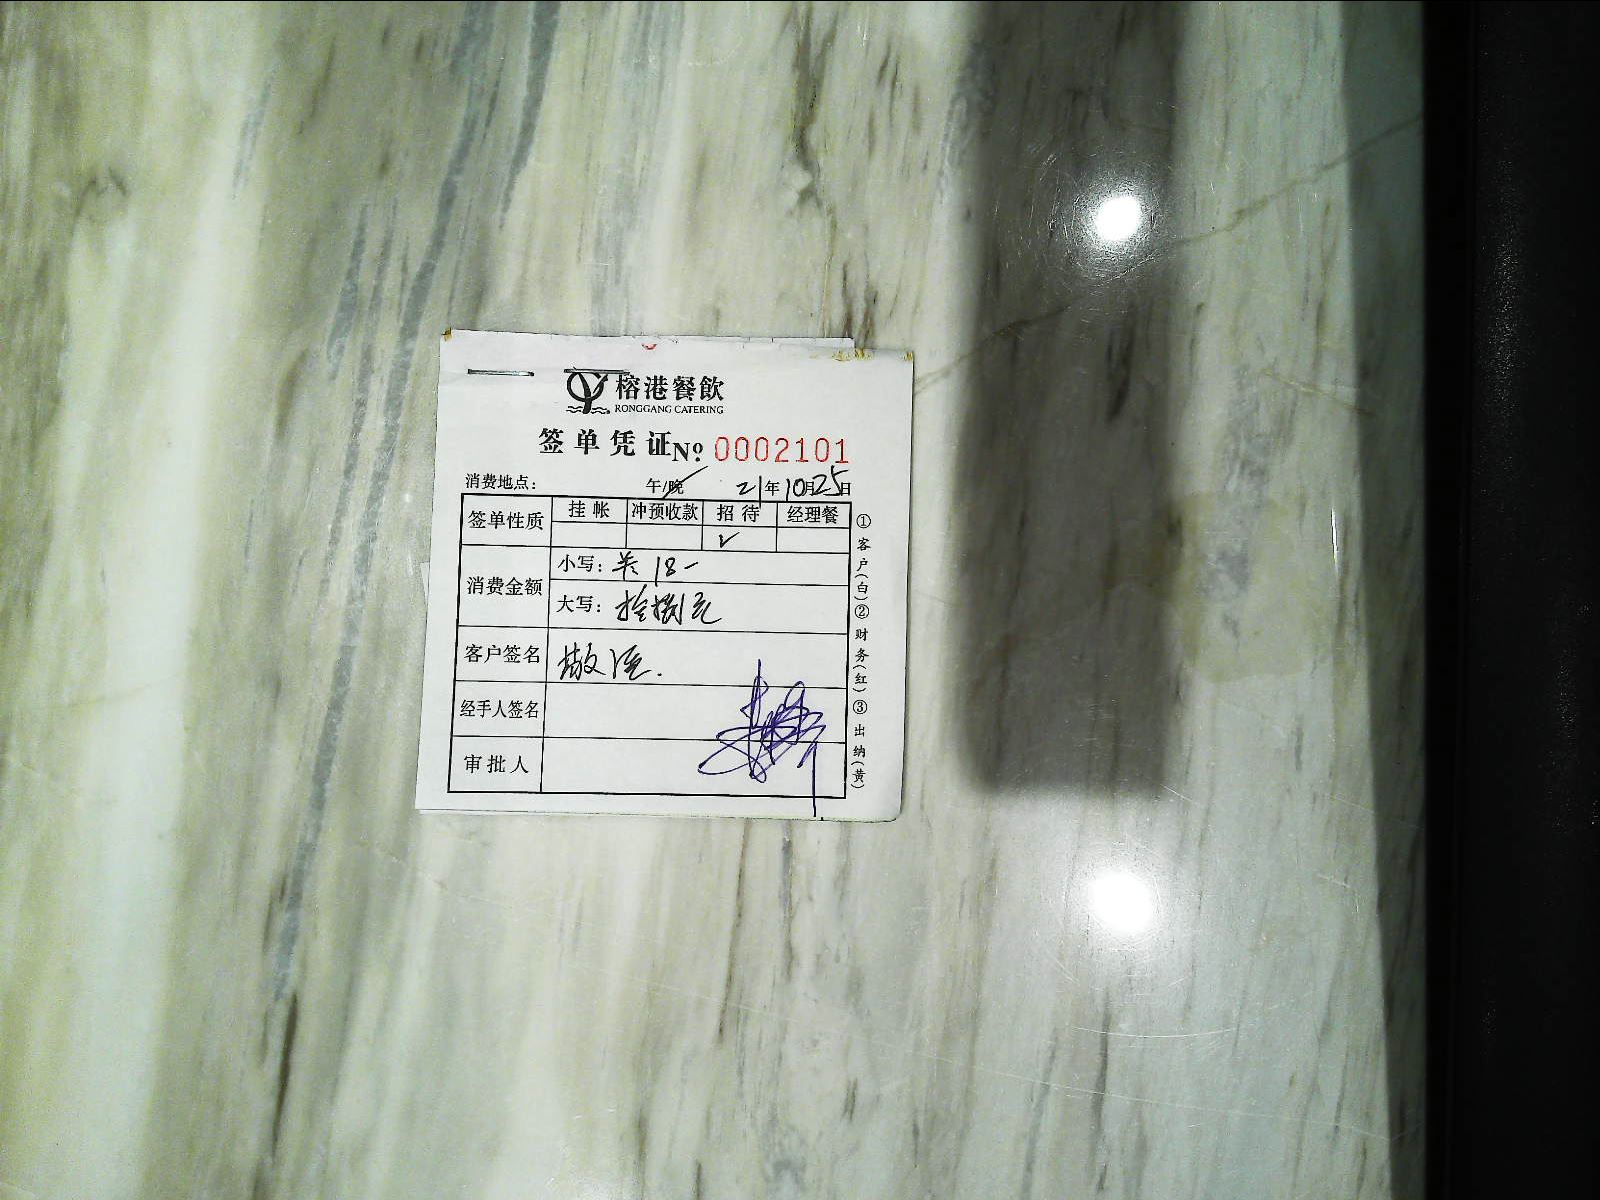 榕港餐飲
RONGGANG CATERING
签单凭证 Nº 0002101
消费地点： 午/晚 21年10月25日
签单性质 挂帐 冲预收款 招待 经理餐
✓
消费金额 小写： 18-
大写： 拾捌元
客户签名
经手人签名
审批人
①客户(白)②财务(红)③出纳(黄)